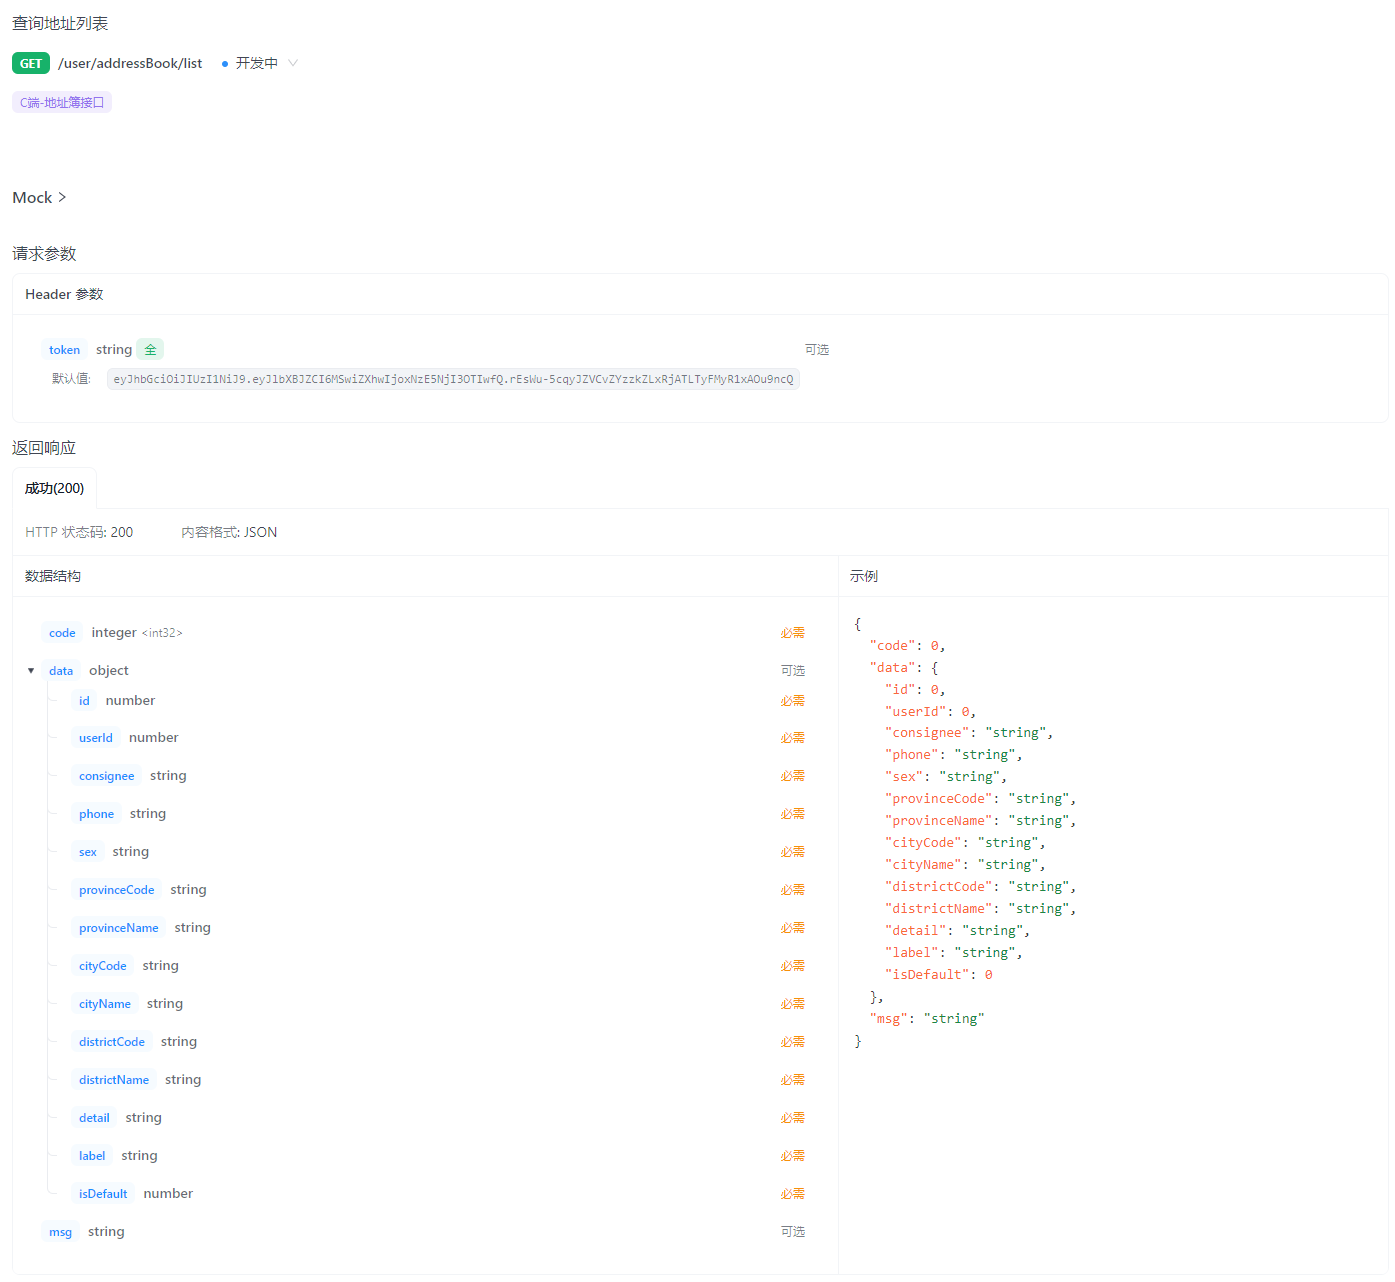 查询地址列表
GET /user/addressBook/list 开发中
C端-地址簿接口
Mock >
请求参数
Header 参数
token string 全 可选
默认值: eyJhbGciOiJIUzI1NiJ9.eyJlbXBJZCI6MSwiZXhwIjoxNzE5NjI3OTIwfQ.rEsWu-5cqyJZVCvZYzzkZLxRjATLTyFMyR1xAOu9ncQ
返回响应
成功(200)
HTTP 状态码: 200 内容格式: JSON
数据结构
code integer <int32> 必需
data object 可选
id number 必需
userId number 必需
consignee string 必需
phone string 必需
sex string 必需
provinceCode string 必需
provinceName string 必需
cityCode string 必需
cityName string 必需
districtCode string 必需
districtName string 必需
detail string 必需
label string 必需
isDefault number 必需
msg string 可选
示例
{
"code": 0,
"data": {
"id": 0,
"userId": 0,
"consignee": "string",
"phone": "string",
"sex": "string",
"provinceCode": "string",
"provinceName": "string",
"cityCode": "string",
"cityName": "string",
"districtCode": "string",
"districtName": "string",
"detail": "string",
"label": "string",
"isDefault": 0
},
"msg": "string"
}